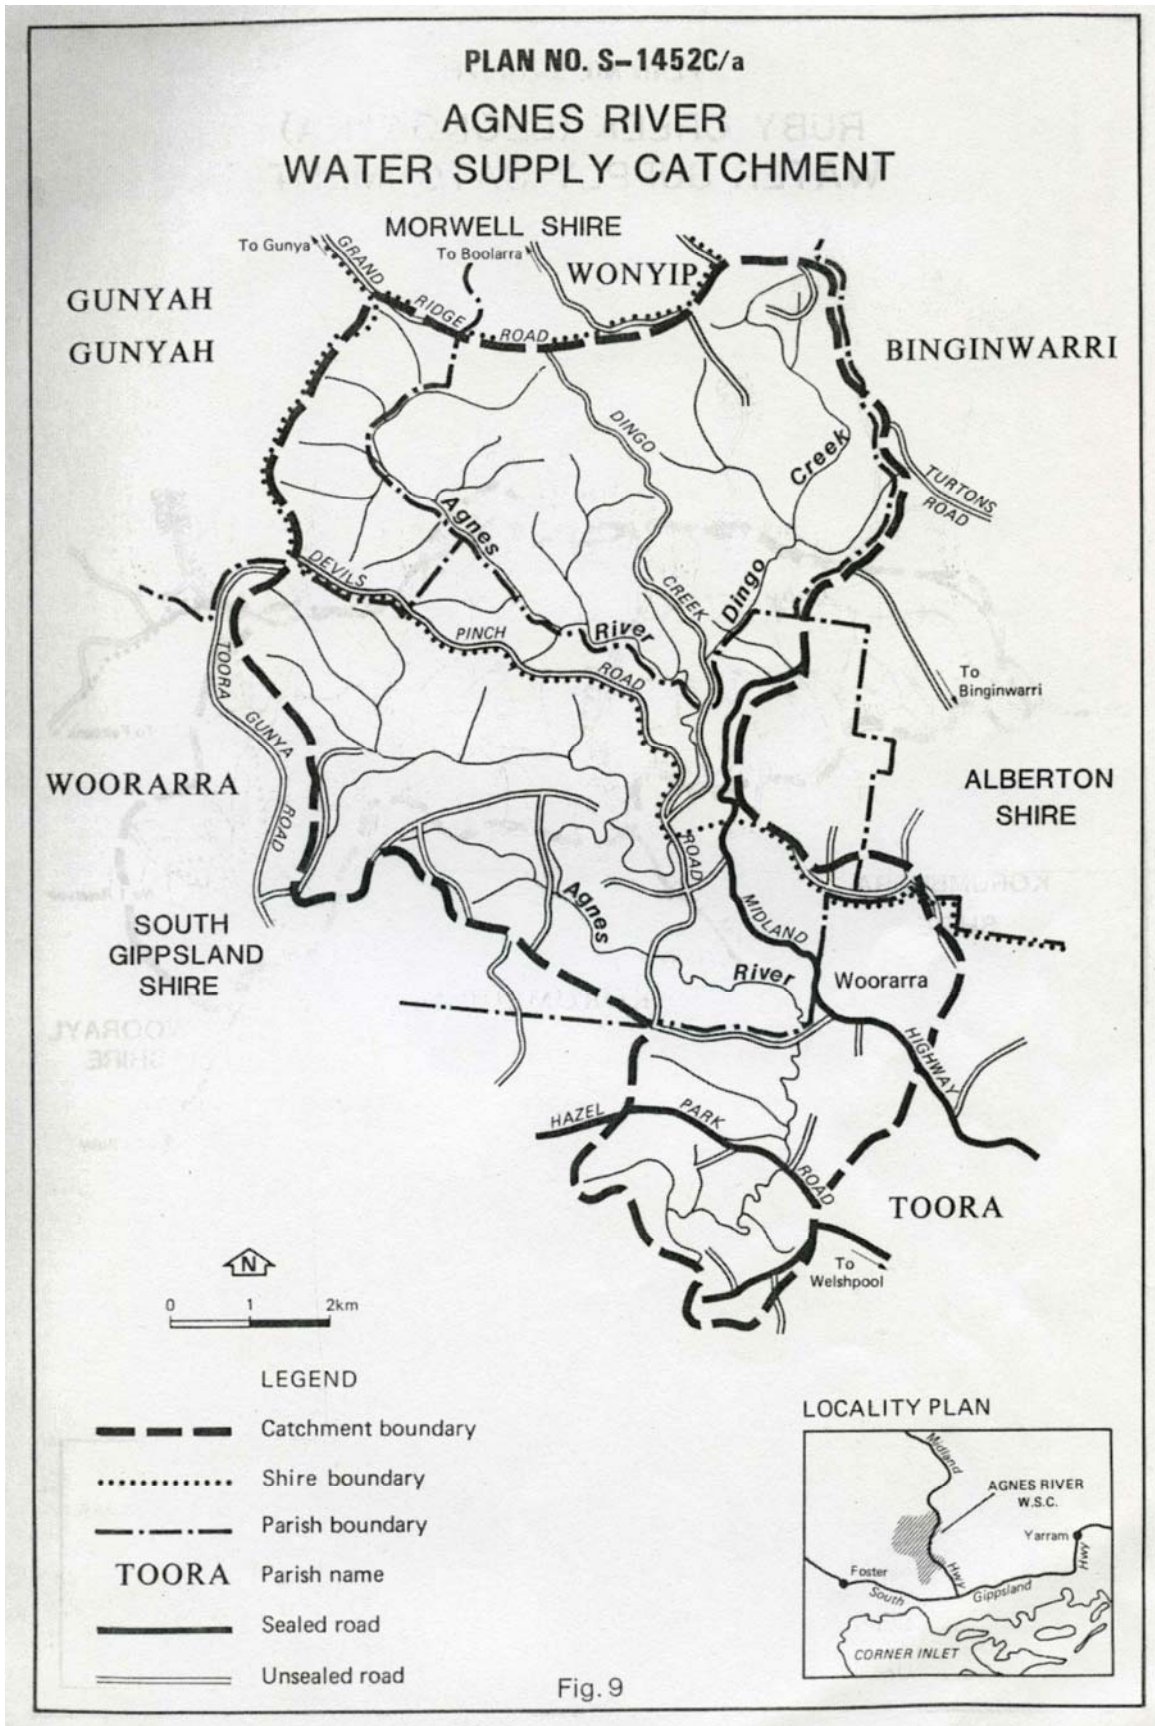 PLAN NO. S-1452C/a
AGNES RIVER
WATER SUPPLY CATCHMENT
MORWELL SHIRE
To Gunya
GRAND
RIDGE
ROAD
To Boolarra
WONYIP
GUNYAH
GUNYAH
BINGINWARRI
DINGO
CREEK
ROAD
Dingo
Creek
TURTONS
ROAD
Agnes
River
DEVILS
PINCH
ROAD
To
Binginwarri
TOORA
GUNYA
ROAD
WOORARRA
ALBERTON
SHIRE
SOUTH
GIPPSLAND
SHIRE
Agnes
River
MIDLAND
HIGHWAY
Woorarra
HAZEL
PARK
ROAD
TOORA
To
Welshpool
N
0 1 2km
LEGEND
Catchment boundary
Shire boundary
Parish boundary
TOORA Parish name
Sealed road
Unsealed road
Fig. 9
LOCALITY PLAN
Midland
Hwy
AGNES RIVER
W.S.C.
Yarram
Hwy
Foster
South
Gippsland
CORNER INLET